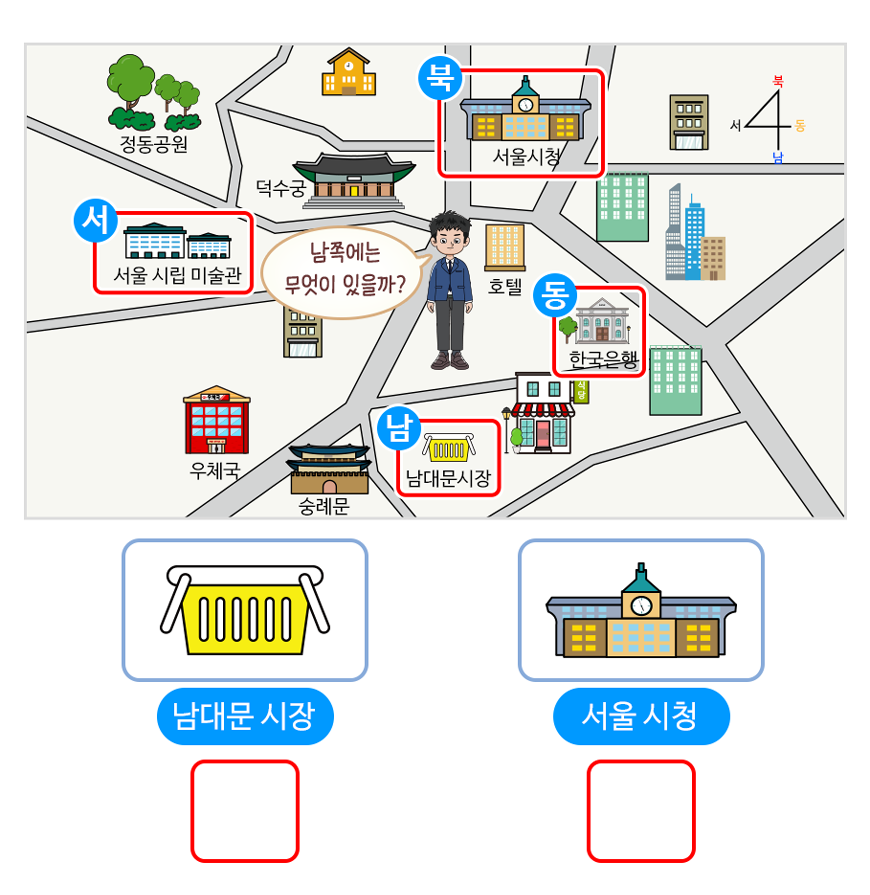 북
북
서울시청
서
동
남
정동공원
덕수궁
서
서울 시립 미술관
남쪽에는
무엇이 있을까?
호텔
동
한국은행
식당
남
우체국
남대문시장
숭례문
남대문 시장
서울 시청